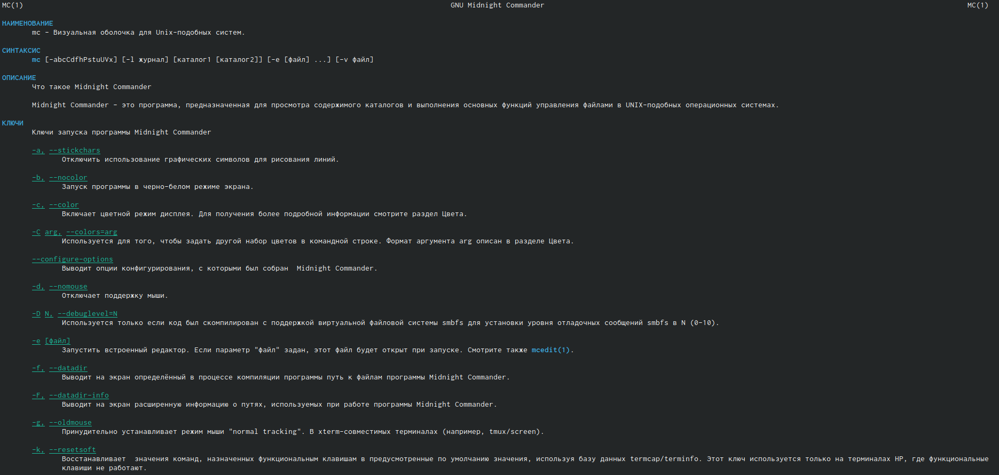 MC(1) GNU Midnight Commander MC(1)
НАИМЕНОВАНИЕ
mc - Визуальная оболочка для Unix-подобных систем.
СИНТАКСИС
mc [-abcCdfhPstuUVx] [-l журнал] [каталог1 [каталог2]] [-e [файл] ...] [-v файл]
ОПИСАНИЕ
Что такое Midnight Commander
Midnight Commander - это программа, предназначенная для просмотра содержимого каталогов и выполнения основных функций управления файлами в UNIX-подобных операционных системах.
КЛЮЧИ
Ключи запуска программы Midnight Commander
-a, --stickchars
Отключить использование графических символов для рисования линий.
-b, --nocolor
Запуск программы в черно-белом режиме экрана.
-c, --color
Включает цветной режим дисплея. Для получения более подробной информации смотрите раздел Цвета.
-C arg, --colors=arg
Используется для того, чтобы задать другой набор цветов в командной строке. Формат аргумента arg описан в разделе Цвета.
--configure-options
Выводит опции конфигурирования, с которыми был собран  Midnight Commander.
-d, --nomouse
Отключает поддержку мыши.
-D N, --debuglevel=N
Используется только если код был скомпилирован с поддержкой виртуальной файловой системы smbfs для установки уровня отладочных сообщений smbfs в N (0-10).
-e [файл]
Запустить встроенный редактор. Если параметр "файл" задан, этот файл будет открыт при запуске. Смотрите также mcedit(1).
-f, --datadir
Выводит на экран определённый в процессе компиляции программы путь к файлам программы Midnight Commander.
-F, --datadir-info
Выводит на экран расширенную информацию о путях, используемых при работе программы Midnight Commander.
-g, --oldmouse
Принудительно устанавливает режим мыши "normal tracking". В xterm-совместимых терминалах (например, tmux/screen).
-k, --resetsoft
Восстанавливает  значения команд, назначенных функциональным клавишам в предусмотренные по умолчанию значения, используя базу данных termcap/terminfo. Этот ключ используется только на терминалах HP, где функциональные
клавиши не работают.